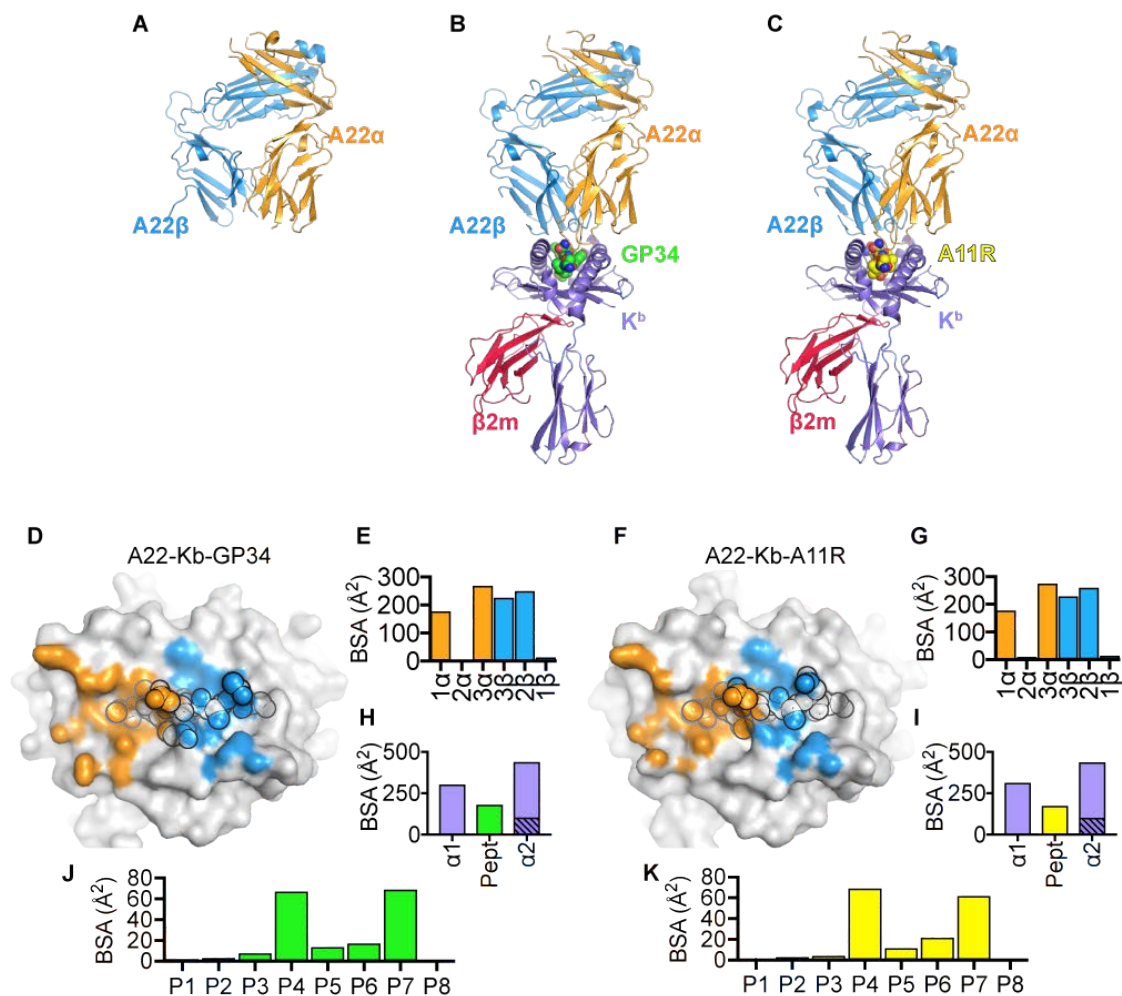 A
B
C
A22α
A22α
A22α
A22β
A22β
A22β
GP34
A11R
Kᵇ
Kᵇ
β2m
β2m
D
A22-Kb-GP34
E
BSA (Å²)
300
200
100
0
1α
2α
3α
3β
2β
1β
F
A22-Kb-A11R
G
BSA (Å²)
300
200
100
0
1α
2α
3α
3β
2β
1β
H
BSA (Å²)
500
250
0
α1
Pept
α2
I
BSA (Å²)
500
250
0
α1
Pept
α2
J
BSA (Å²)
80
60
40
20
0
P1 P2 P3 P4 P5 P6 P7 P8
K
BSA (Å²)
80
60
40
20
0
P1 P2 P3 P4 P5 P6 P7 P8